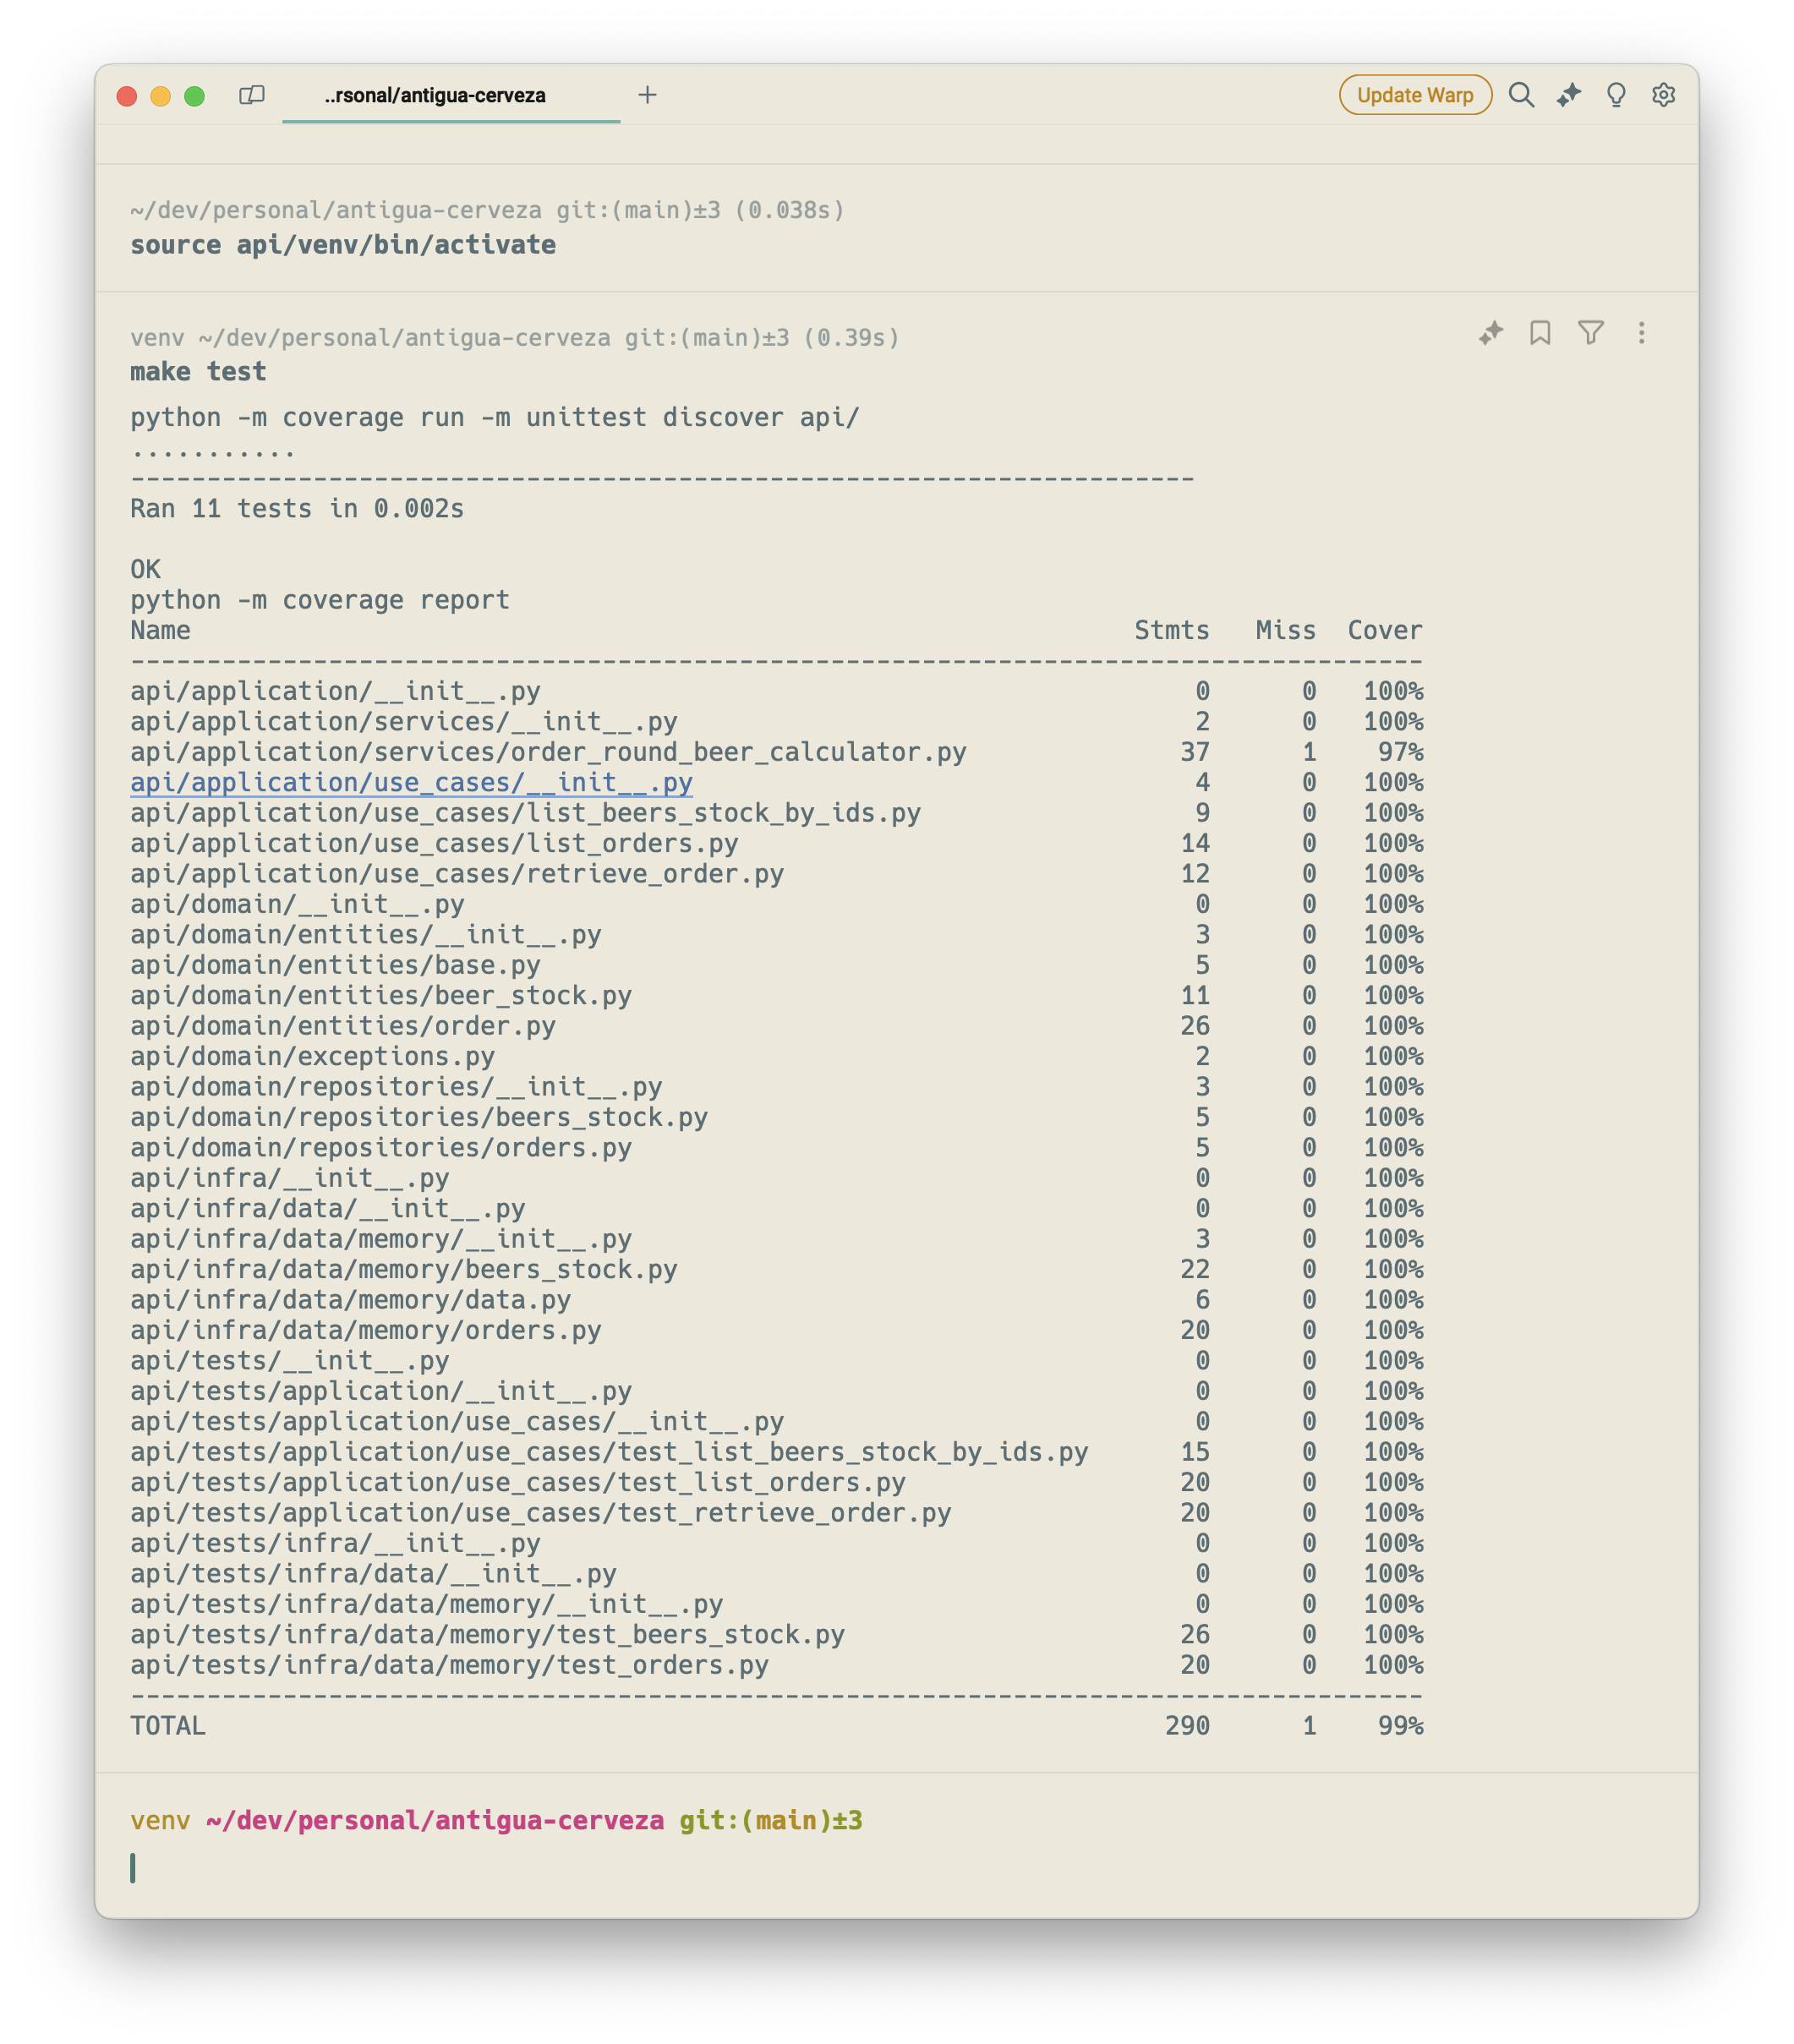 ..rsonal/antigua-cerveza
Update Warp
~/dev/personal/antigua-cerveza git:(main)±3 (0.038s)
source api/venv/bin/activate
venv ~/dev/personal/antigua-cerveza git:(main)±3 (0.39s)
make test
python -m coverage run -m unittest discover api/
...........
----------------------------------------------------------------------
Ran 11 tests in 0.002s
OK
python -m coverage report
Name Stmts Miss Cover
-------------------------------------------------------------------------------------
api/application/__init__.py 0 0 100%
api/application/services/__init__.py 2 0 100%
api/application/services/order_round_beer_calculator.py 37 1 97%
api/application/use_cases/__init__.py 4 0 100%
api/application/use_cases/list_beers_stock_by_ids.py 9 0 100%
api/application/use_cases/list_orders.py 14 0 100%
api/application/use_cases/retrieve_order.py 12 0 100%
api/domain/__init__.py 0 0 100%
api/domain/entities/__init__.py 3 0 100%
api/domain/entities/base.py 5 0 100%
api/domain/entities/beer_stock.py 11 0 100%
api/domain/entities/order.py 26 0 100%
api/domain/exceptions.py 2 0 100%
api/domain/repositories/__init__.py 3 0 100%
api/domain/repositories/beers_stock.py 5 0 100%
api/domain/repositories/orders.py 5 0 100%
api/infra/__init__.py 0 0 100%
api/infra/data/__init__.py 0 0 100%
api/infra/data/memory/__init__.py 3 0 100%
api/infra/data/memory/beers_stock.py 22 0 100%
api/infra/data/memory/data.py 6 0 100%
api/infra/data/memory/orders.py 20 0 100%
api/tests/__init__.py 0 0 100%
api/tests/application/__init__.py 0 0 100%
api/tests/application/use_cases/__init__.py 0 0 100%
api/tests/application/use_cases/test_list_beers_stock_by_ids.py 15 0 100%
api/tests/application/use_cases/test_list_orders.py 20 0 100%
api/tests/application/use_cases/test_retrieve_order.py 20 0 100%
api/tests/infra/__init__.py 0 0 100%
api/tests/infra/data/__init__.py 0 0 100%
api/tests/infra/data/memory/__init__.py 0 0 100%
api/tests/infra/data/memory/test_beers_stock.py 26 0 100%
api/tests/infra/data/memory/test_orders.py 20 0 100%
-------------------------------------------------------------------------------------
TOTAL 290 1 99%
venv ~/dev/personal/antigua-cerveza git:(main)±3